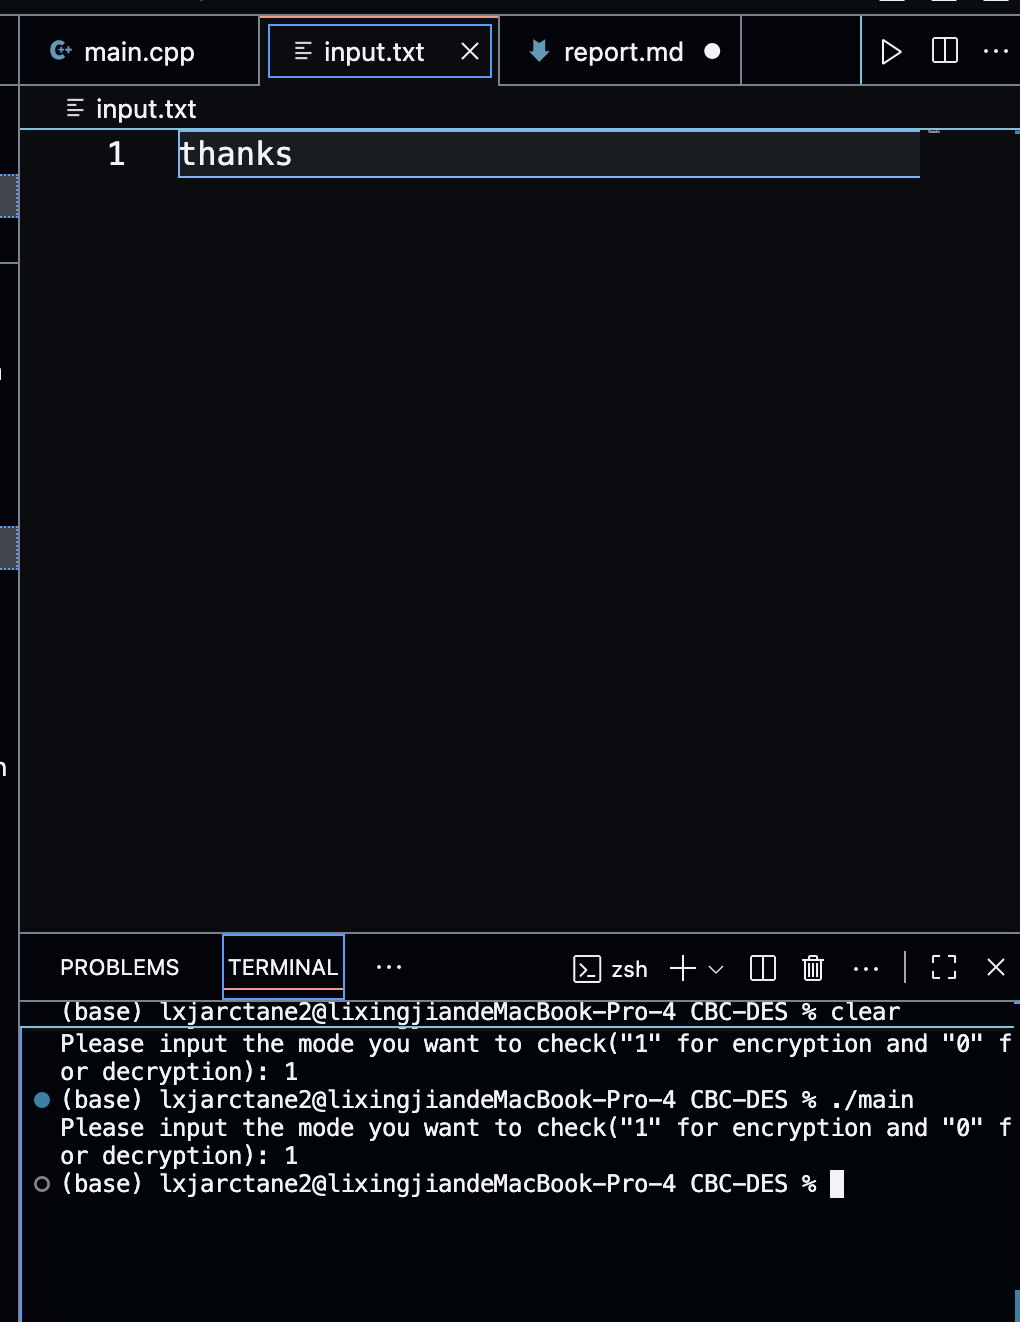 main.cpp
input.txt
report.md
input.txt
1 thanks
PROBLEMS
TERMINAL
zsh
(base) lxjarctane2@lixingjiandeMacBook-Pro-4 CBC-DES % clear
Please input the mode you want to check("1" for encryption and "0" f
or decryption): 1
(base) lxjarctane2@lixingjiandeMacBook-Pro-4 CBC-DES % ./main
Please input the mode you want to check("1" for encryption and "0" f
or decryption): 1
(base) lxjarctane2@lixingjiandeMacBook-Pro-4 CBC-DES %